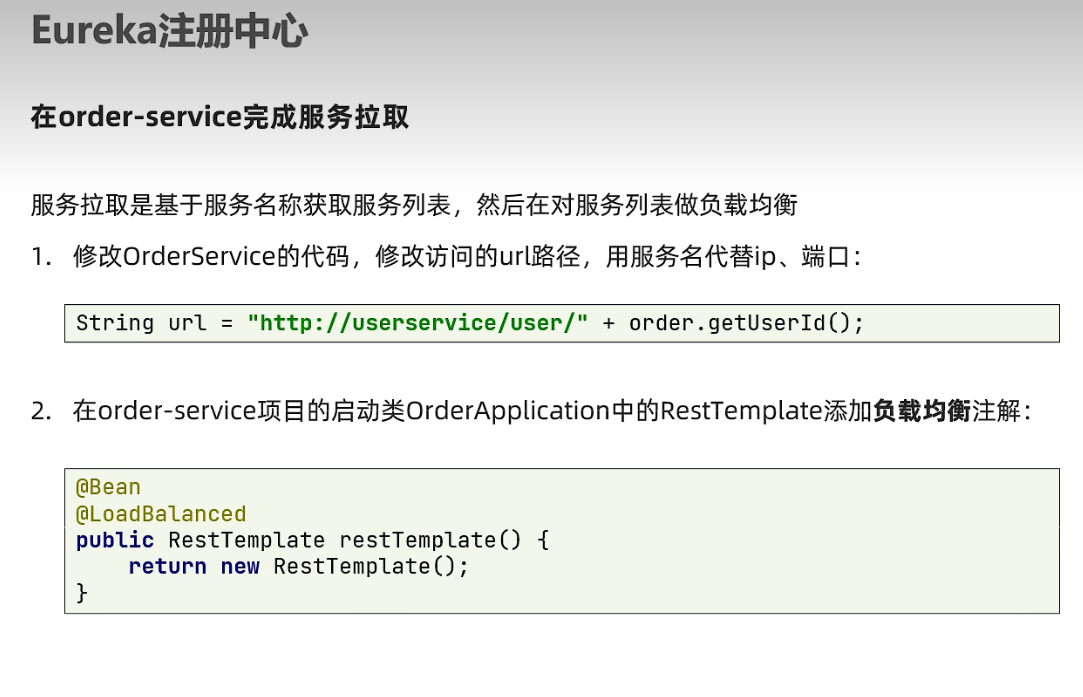 Eureka注册中心
在order-service完成服务拉取
服务拉取是基于服务名称获取服务列表，然后在对服务列表做负载均衡
1. 修改OrderService的代码，修改访问的url路径，用服务名代替ip、端口：
String url = "http://userservice/user/" + order.getUserId();
2. 在order-service项目的启动类OrderApplication中的RestTemplate添加负载均衡注解：
@Bean
@LoadBalanced
public RestTemplate restTemplate() {
    return new RestTemplate();
}